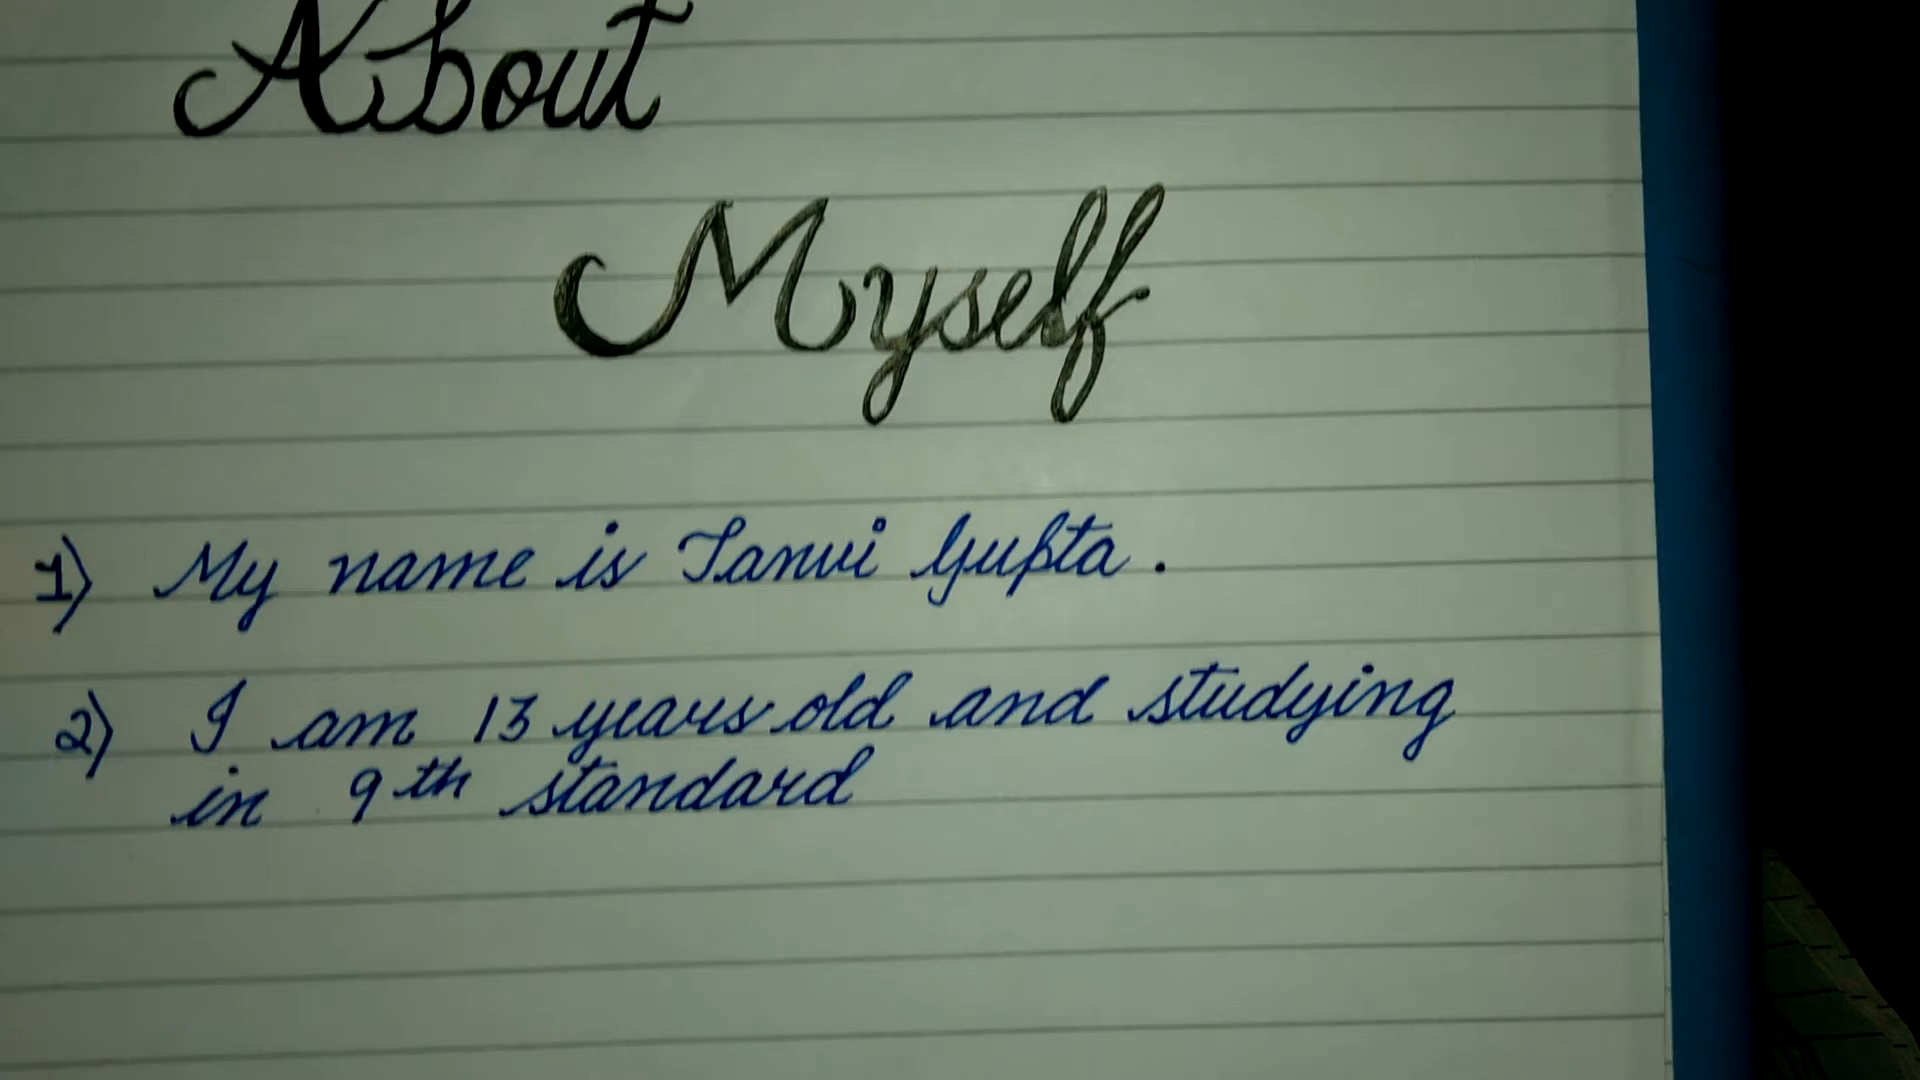 About
Myself
1) My name is Tanvi Gupta.
2) I am 13 years old and studying
in 9th standard